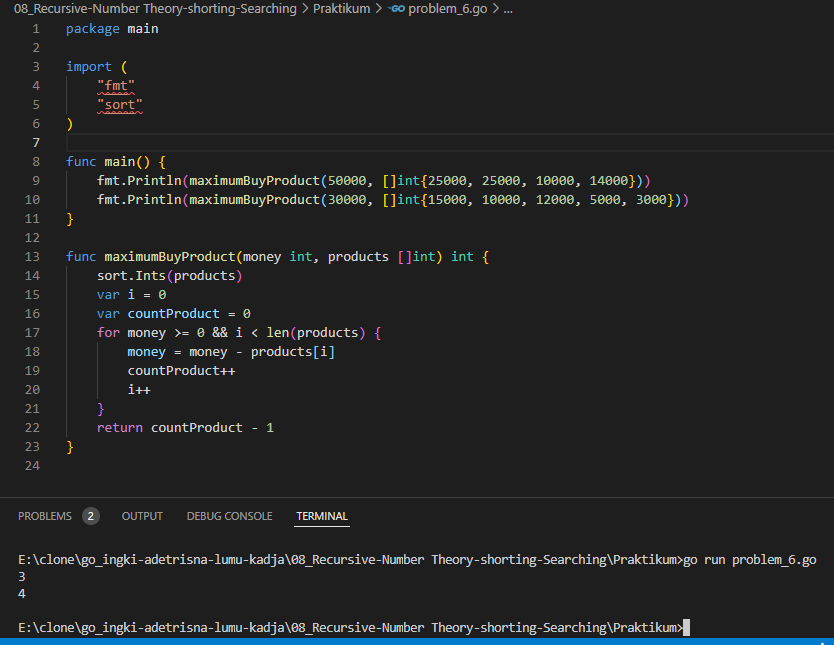 08_Recursive-Number Theory-shorting-Searching > Praktikum > GO problem_6.go > ...
1 package main
2
3 import (
4 "fmt"
5 "sort"
6 )
7
8 func main() {
9 fmt.Println(maximumBuyProduct(50000, []int{25000, 25000, 10000, 14000}))
10 fmt.Println(maximumBuyProduct(30000, []int{15000, 10000, 12000, 5000, 3000}))
11 }
12
13 func maximumBuyProduct(money int, products []int) int {
14 sort.Ints(products)
15 var i = 0
16 var countProduct = 0
17 for money >= 0 && i < len(products) {
18 money = money - products[i]
19 countProduct++
20 i++
21 }
22 return countProduct - 1
23 }
24
PROBLEMS 2 OUTPUT DEBUG CONSOLE TERMINAL
E:\clone\go_ingki-adetrisna-lumu-kadja\08_Recursive-Number Theory-shorting-Searching\Praktikum>go run problem_6.go
3
4
E:\clone\go_ingki-adetrisna-lumu-kadja\08_Recursive-Number Theory-shorting-Searching\Praktikum>